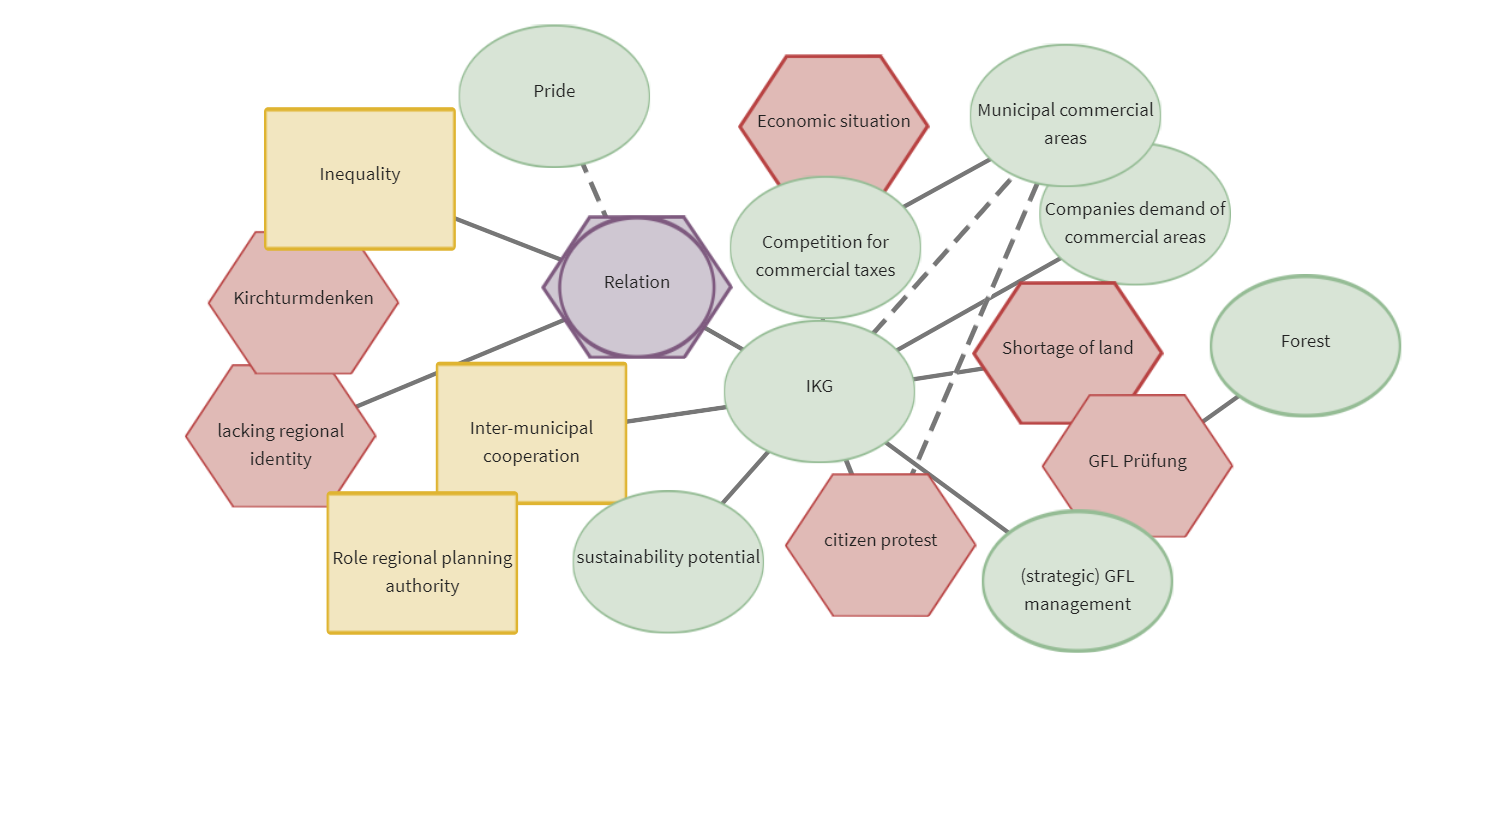 Pride
Economic situation
Municipal commercial
areas
Inequality
Companies demand of
commercial areas
Competition for
commercial taxes
Relation
Kirchturmdenken
Shortage of land
Forest
IKG
lacking regional
identity
Inter-municipal
cooperation
GFL Prüfung
citizen protest
Role regional planning
authority
sustainability potential
(strategic) GFL
management